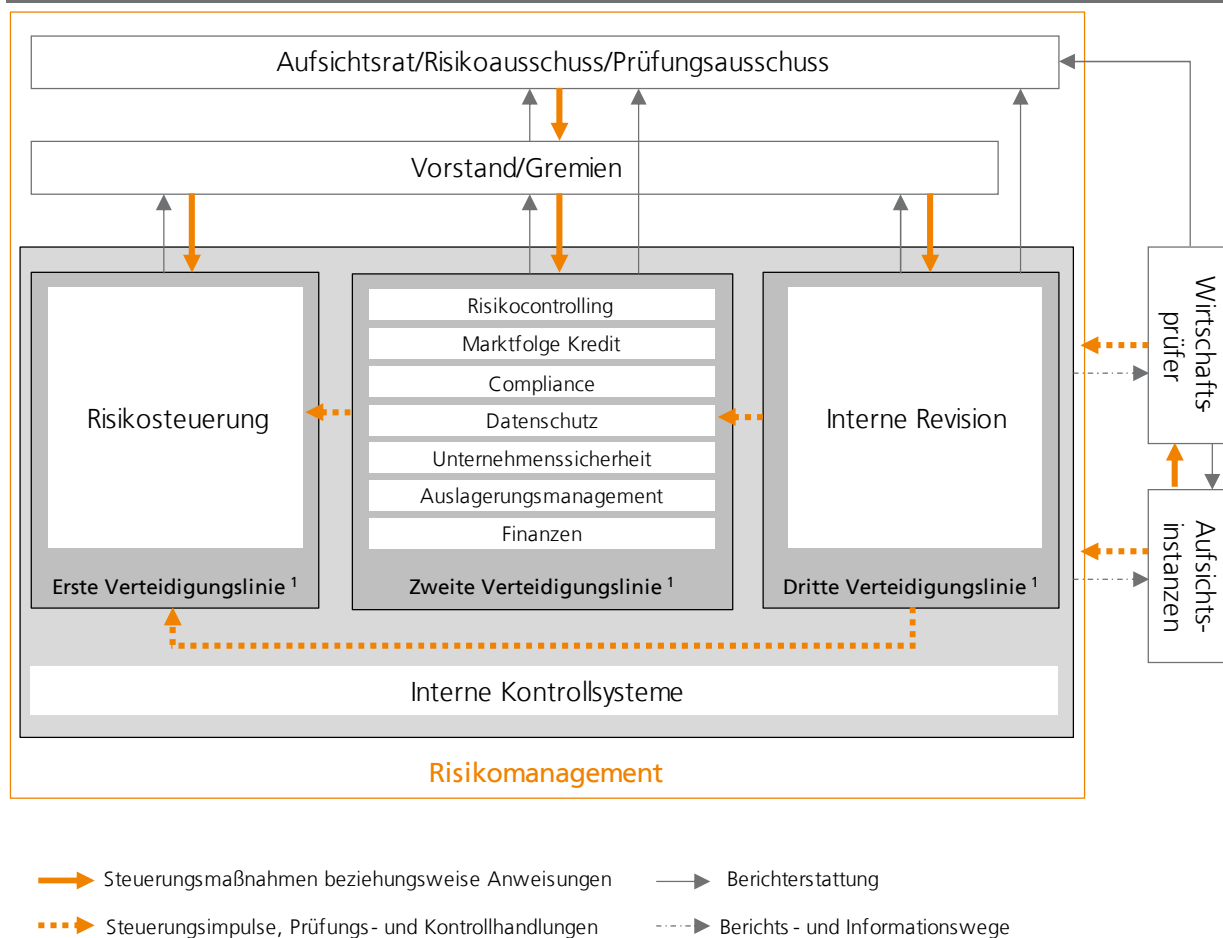 Aufsichtsrat/Risikoausschuss/Prüfungsausschuss
Vorstand/Gremien
Risikosteuerung
Erste Verteidigungslinie ¹
Risikocontrolling
Marktfolge Kredit
Compliance
Datenschutz
Unternehmenssicherheit
Auslagerungsmanagement
Finanzen
Zweite Verteidigungslinie ¹
Interne Revision
Dritte Verteidigungslinie ¹
Interne Kontrollsysteme
Risikomanagement
Wirtschafts-
prüfer
Aufsichts-
instanzen
Steuerungsmaßnahmen beziehungsweise Anweisungen
Berichterstattung
Steuerungsimpulse, Prüfungs- und Kontrollhandlungen
Berichts- und Informationswege